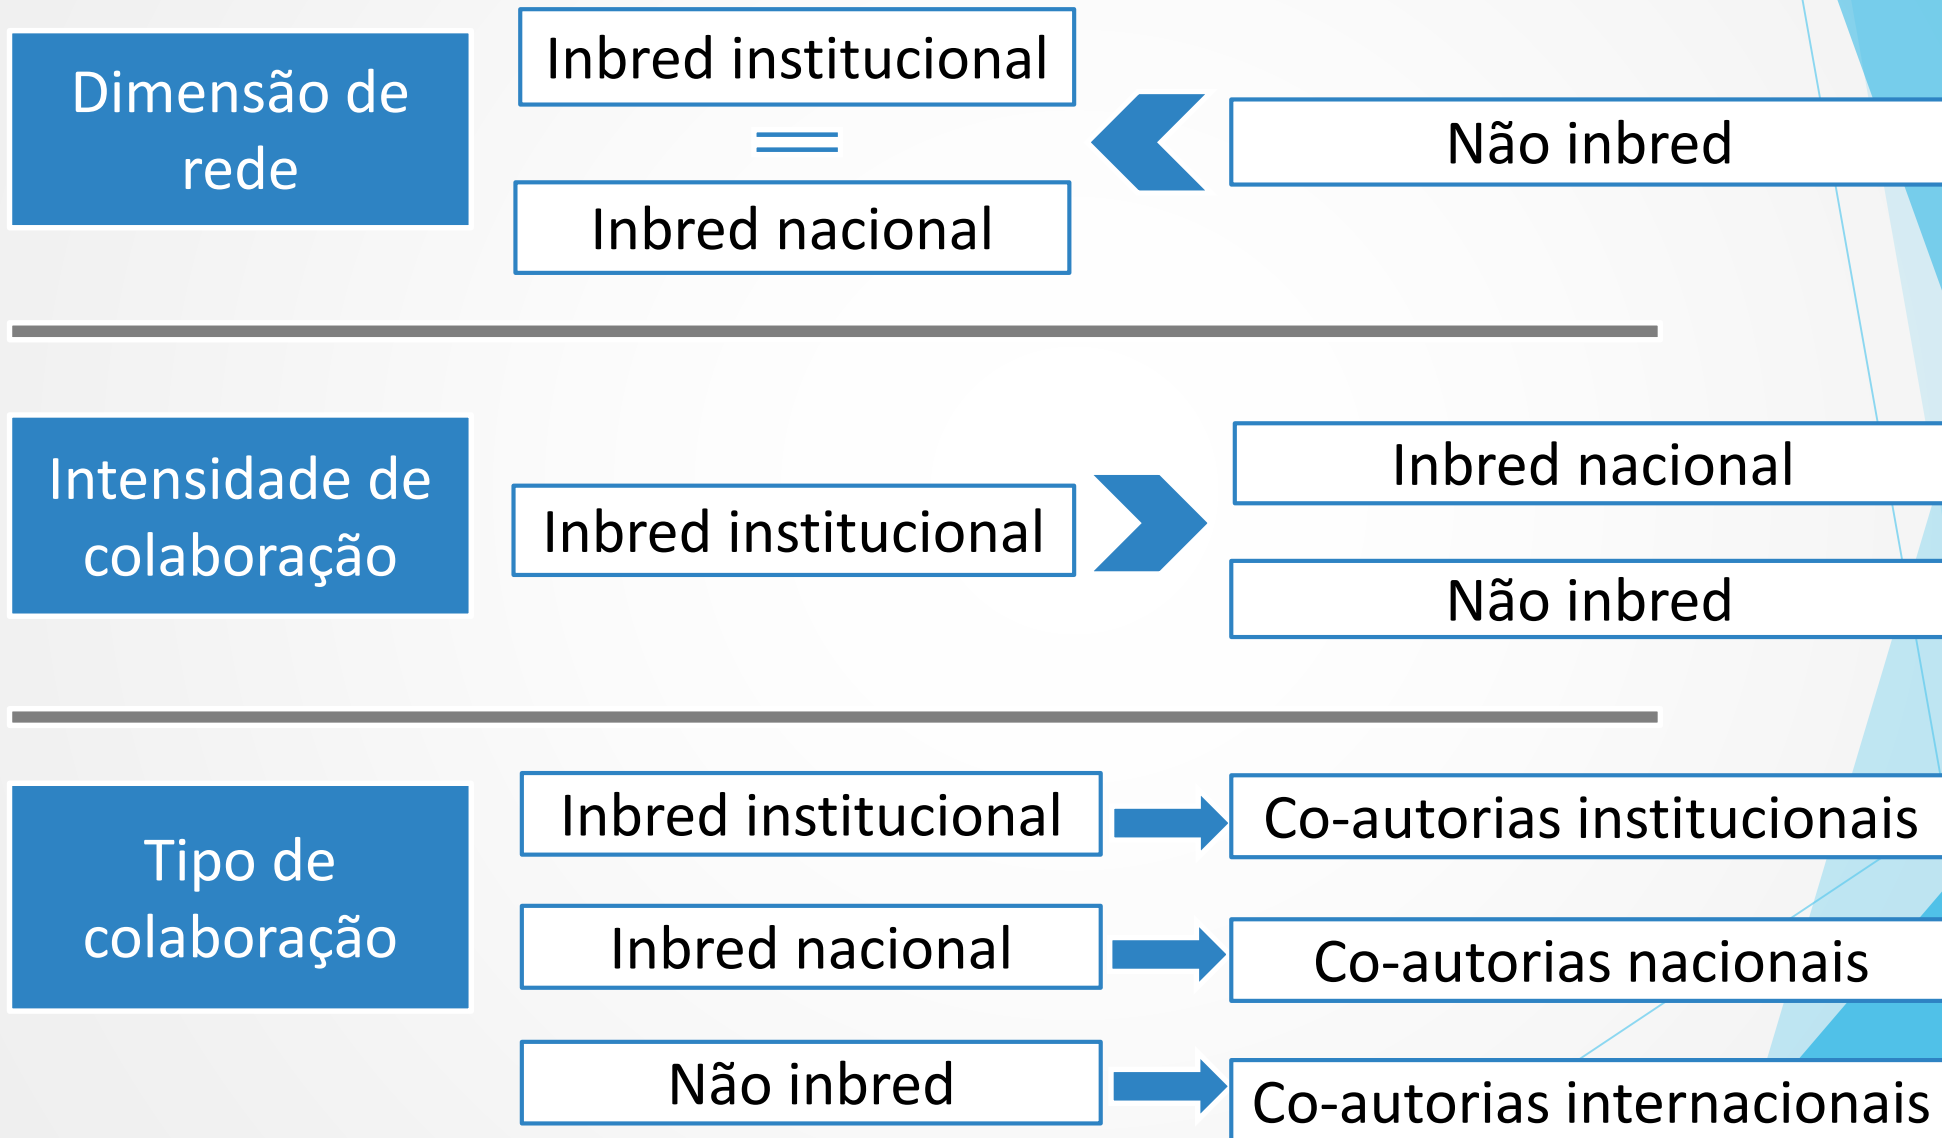 Dimensão de
rede
Inbred institucional
Inbred nacional
Não inbred
Intensidade de
colaboração
Inbred institucional
Inbred nacional
Não inbred
Tipo de
colaboração
Inbred institucional
Co-autorias institucionais
Inbred nacional
Co-autorias nacionais
Não inbred
Co-autorias internacionais